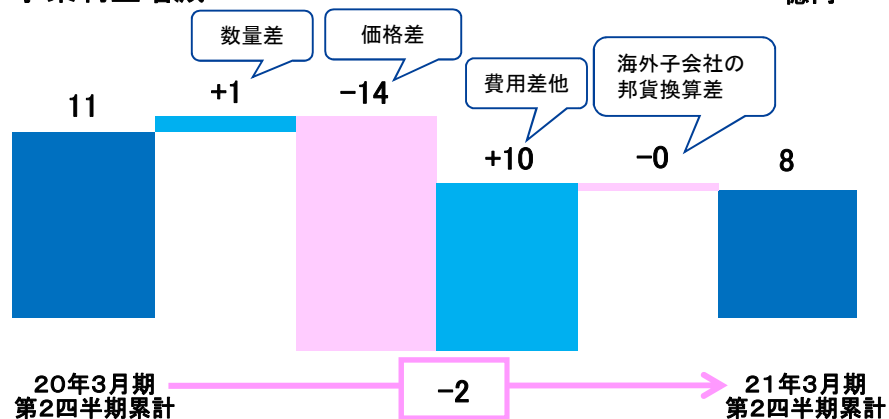 数量差
価格差
費用差他
海外子会社の
邦貨換算差
11
+1
-14
+10
-0
8
20年3月期
第2四半期累計
-2
21年3月期
第2四半期累計